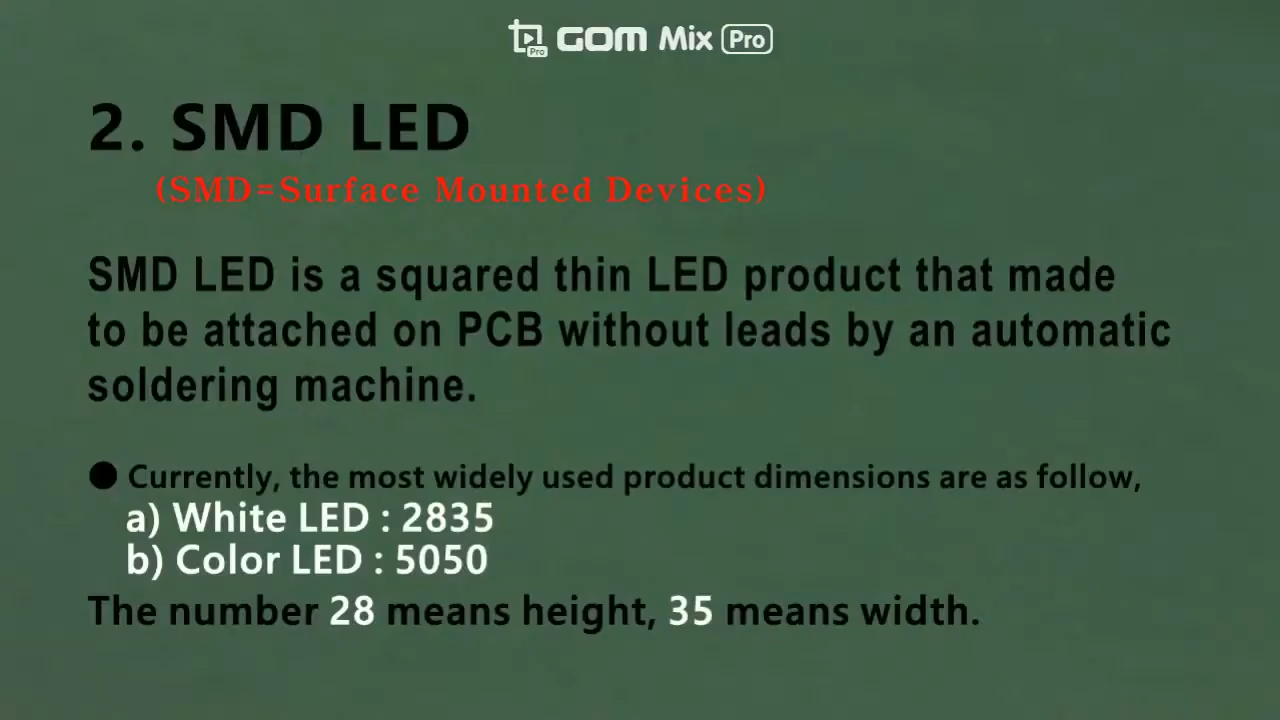 Pro GOM Mix Pro
2. SMD LED
(SMD=Surface Mounted Devices)
SMD LED is a squared thin LED product that made
to be attached on PCB without leads by an automatic
soldering machine.
● Currently, the most widely used product dimensions are as follow,
a) White LED : 2835
b) Color LED : 5050
The number 28 means height, 35 means width.